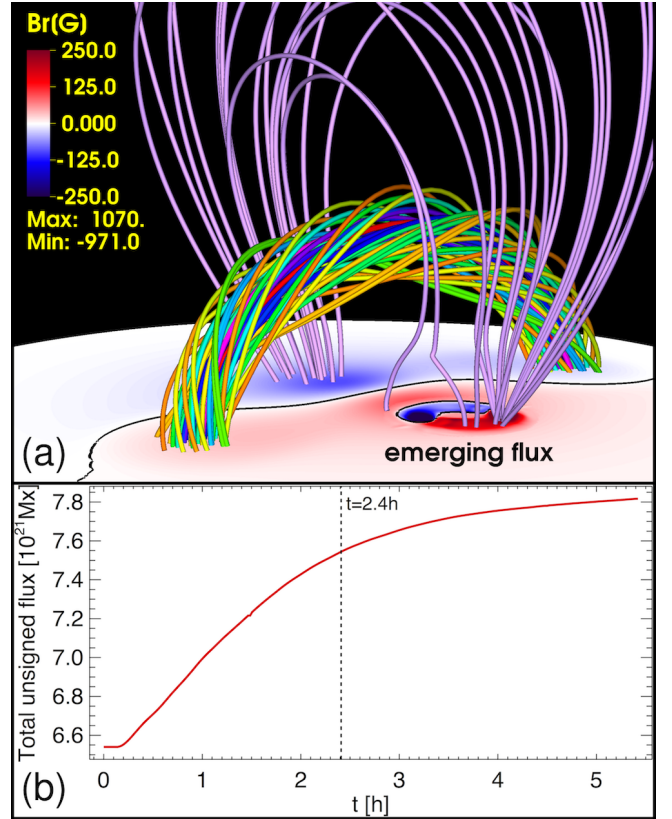 Br(G)
250.0
125.0
0.000
-125.0
-250.0
Max: 1070.
Min: -971.0
emerging flux
(a)
t=2.4h
7.8
7.6
7.4
7.2
7.0
6.8
6.6
Total unsigned flux [10²¹Mx]
0 1 2 3 4 5
t [h]
(b)